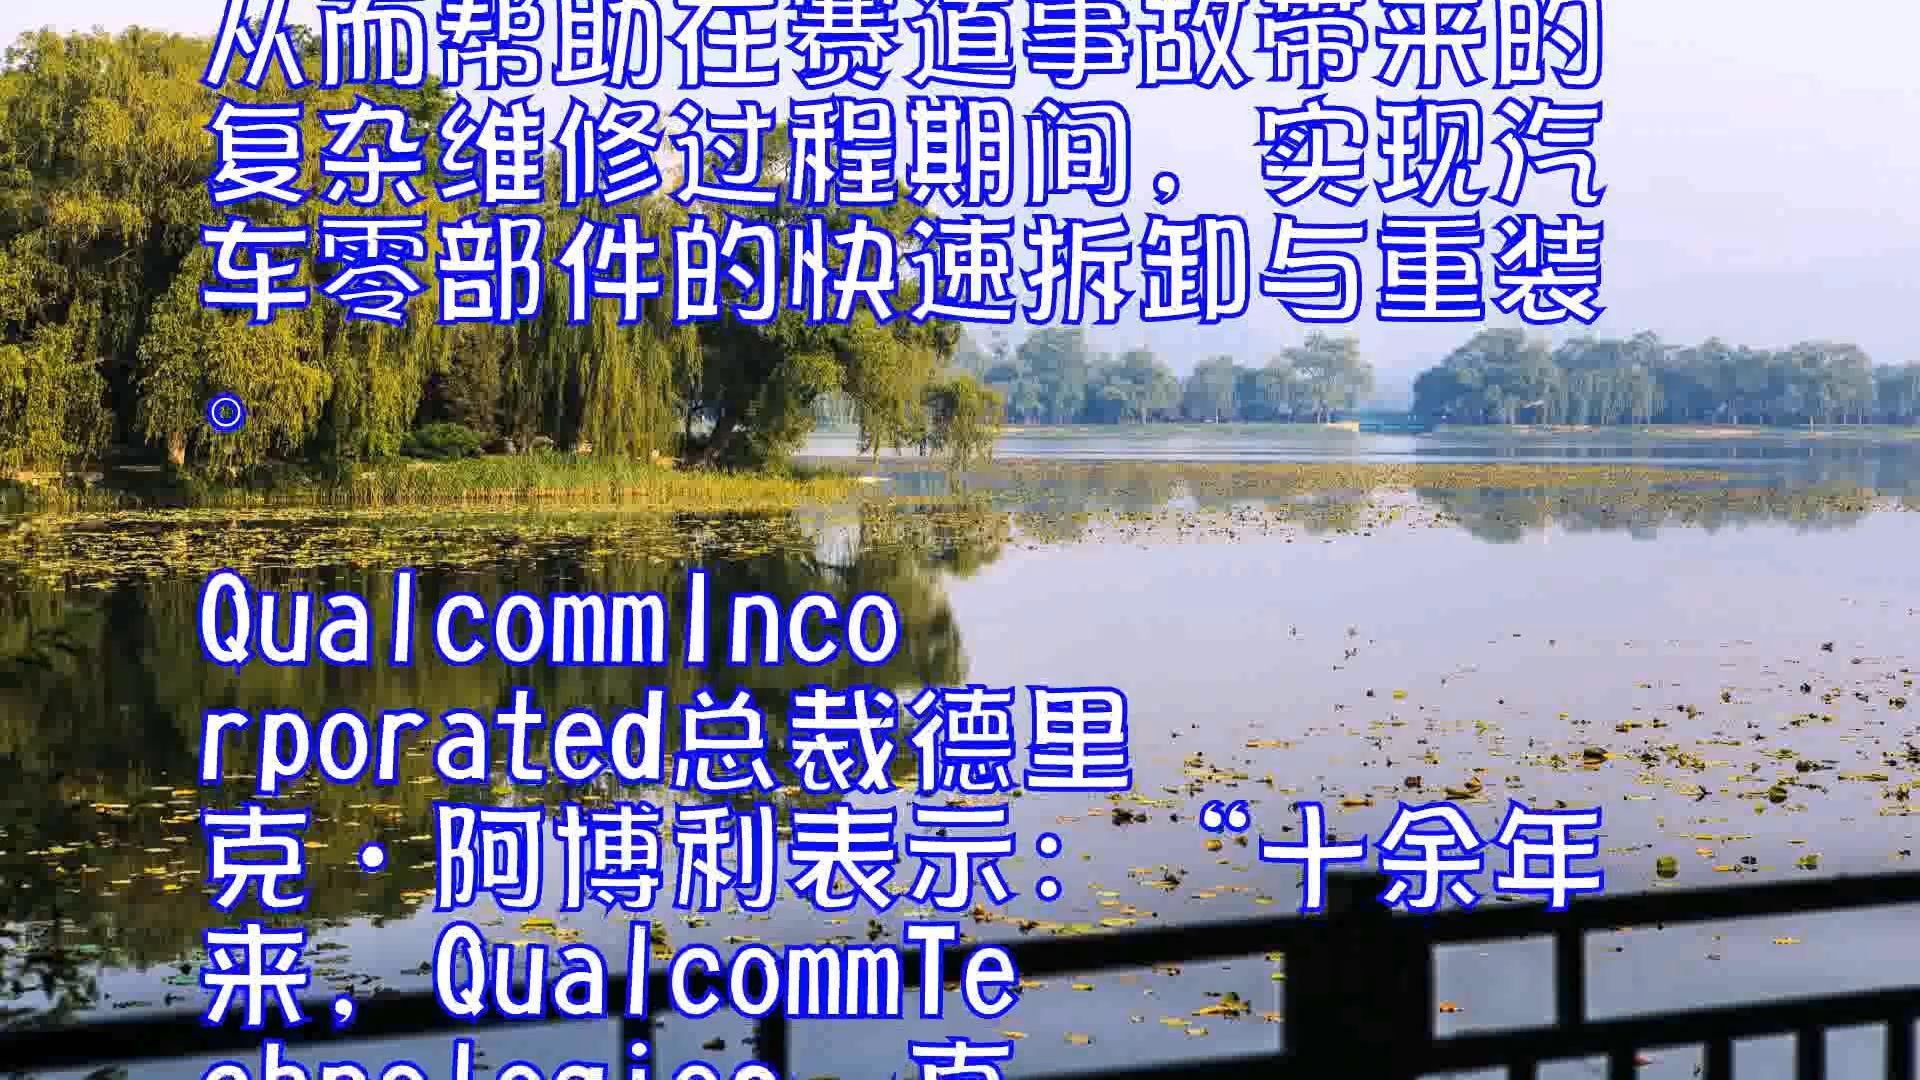 从而帮助在赛道事故带来的
复杂维修过程期间，实现汽
车零部件的快速拆卸与重装
。
QualcommInco
rporated总裁德里
克·阿博利表示：“十余年
来，QualcommTe
chnologies